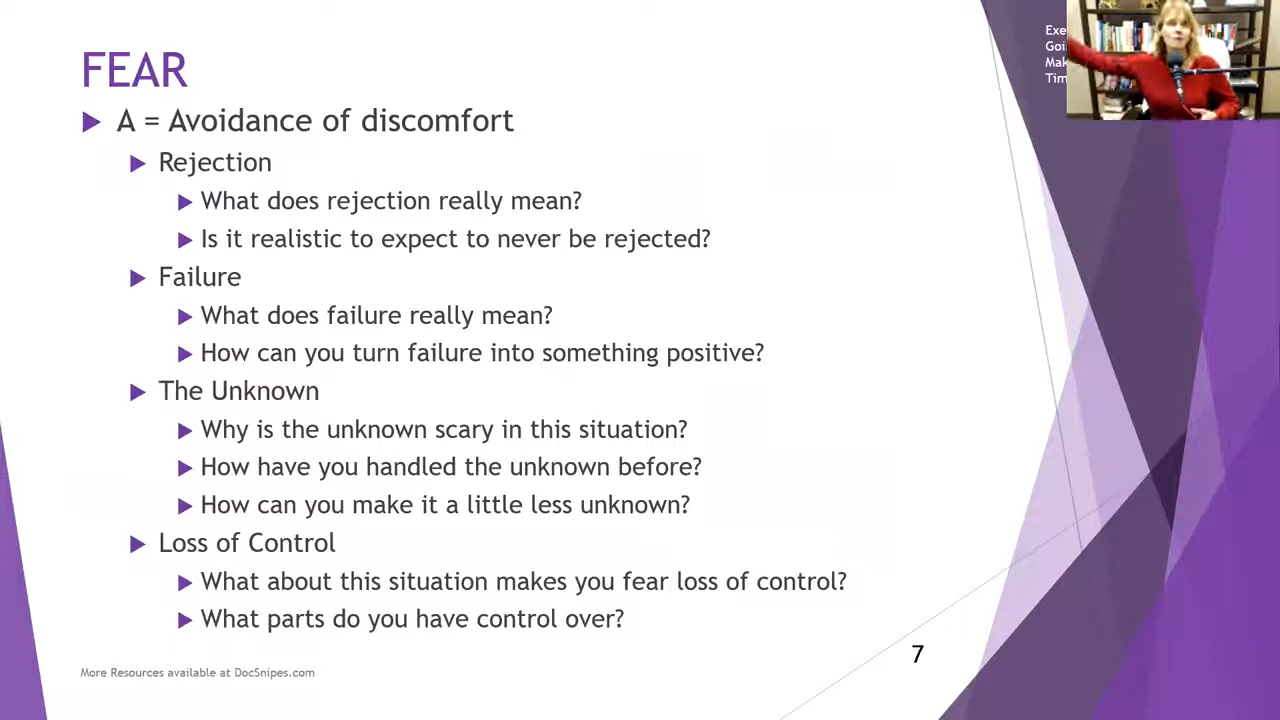 FEAR
A = Avoidance of discomfort
Rejection
What does rejection really mean?
Is it realistic to expect to never be rejected?
Failure
What does failure really mean?
How can you turn failure into something positive?
The Unknown
Why is the unknown scary in this situation?
How have you handled the unknown before?
How can you make it a little less unknown?
Loss of Control
What about this situation makes you fear loss of control?
What parts do you have control over?
More Resources available at DocSnipes.com
7